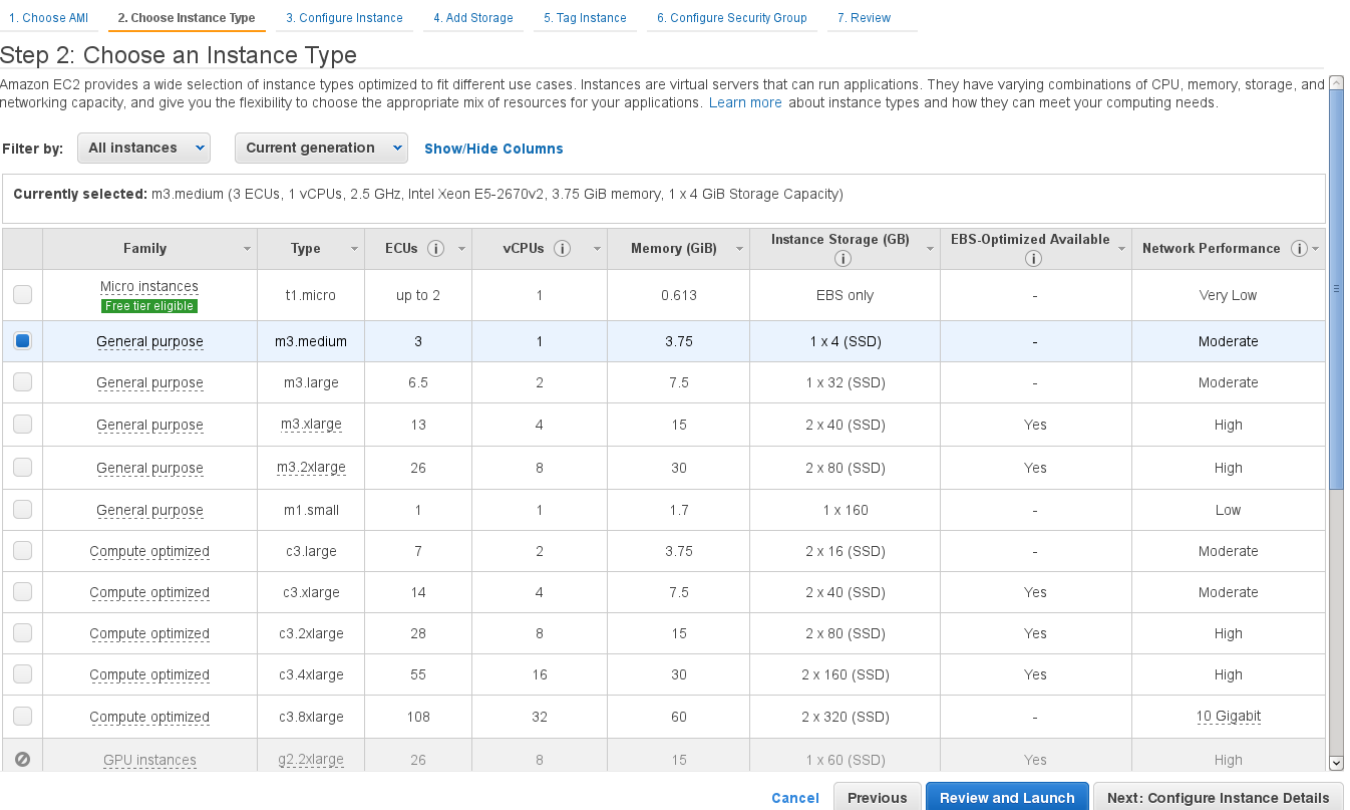 1. Choose AMI 2. Choose Instance Type 3. Configure Instance 4. Add Storage 5. Tag Instance 6. Configure Security Group 7. Review
Step 2: Choose an Instance Type
Amazon EC2 provides a wide selection of instance types optimized to fit different use cases. Instances are virtual servers that can run applications. They have varying combinations of CPU, memory, storage, and
networking capacity, and give you the flexibility to choose the appropriate mix of resources for your applications. Learn more about instance types and how they can meet your computing needs.
Filter by: All instances Current generation Show/Hide Columns
Currently selected: m3.medium (3 ECUs, 1 vCPUs, 2.5 GHz, Intel Xeon E5-2670v2, 3.75 GiB memory, 1 x 4 GiB Storage Capacity)
Family Type ECUs i vCPUs i Memory (GiB) Instance Storage (GB) i EBS-Optimized Available i Network Performance i
Micro instances t1.micro up to 2 1 0.613 EBS only - Very Low
Free tier eligible
General purpose m3.medium 3 1 3.75 1 x 4 (SSD) - Moderate
General purpose m3.large 6.5 2 7.5 1 x 32 (SSD) - Moderate
General purpose m3.xlarge 13 4 15 2 x 40 (SSD) Yes High
General purpose m3.2xlarge 26 8 30 2 x 80 (SSD) Yes High
General purpose m1.small 1 1 1.7 1 x 160 - Low
Compute optimized c3.large 7 2 3.75 2 x 16 (SSD) - Moderate
Compute optimized c3.xlarge 14 4 7.5 2 x 40 (SSD) Yes Moderate
Compute optimized c3.2xlarge 28 8 15 2 x 80 (SSD) Yes High
Compute optimized c3.4xlarge 55 16 30 2 x 160 (SSD) Yes High
Compute optimized c3.8xlarge 108 32 60 2 x 320 (SSD) - 10 Gigabit
GPU instances g2.2xlarge 26 8 15 1 x 60 (SSD) Yes High
Cancel Previous Review and Launch Next: Configure Instance Details